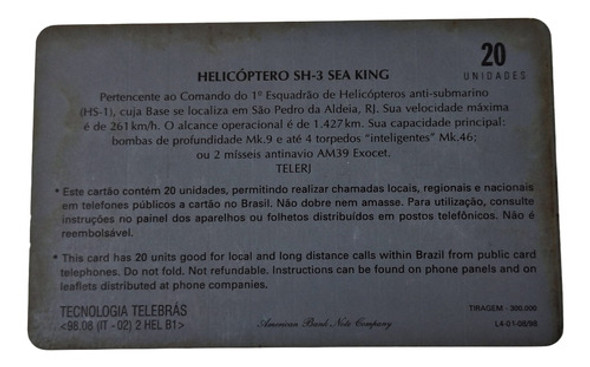 20
UNIDADES
HELICÓPTERO SH-3 SEA KING
Pertencente ao Comando do 1º Esquadrão de Helicópteros anti-submarino
(HS-1), cuja Base se localiza em São Pedro da Aldeia, RJ. Sua velocidade máxima
é de 261 km/h. O alcance operacional é de 1.427 km. Sua capacidade principal:
bombas de profundidade Mk.9 e até 4 torpedos "inteligentes" Mk.46;
ou 2 misseis antinavio AM39 Exocet.
TELERJ
* Este cartão contém 20 unidades, permitindo realizar chamadas locais, regionais e nacionais
em telefones públicos a cartão no Brasil. Não dobre nem amasse. Para utilização, consulte
instruções no painel dos aparelhos ou folhetos distribuídos em postos telefônicos. Não é
reembolsável.
* This card has 20 units good for local and long distance calls within Brazil from public card
telephones. Do not fold. Not refundable. Instructions can be found on phone panels and on
leaflets distributed at phone companies.
TECNOLOGIA TELEBRÁS
<98.08 (IT - 02) 2 HEL B1>
American Bank Note Company
TIRAGEM - 300.000
L4-01-08/98